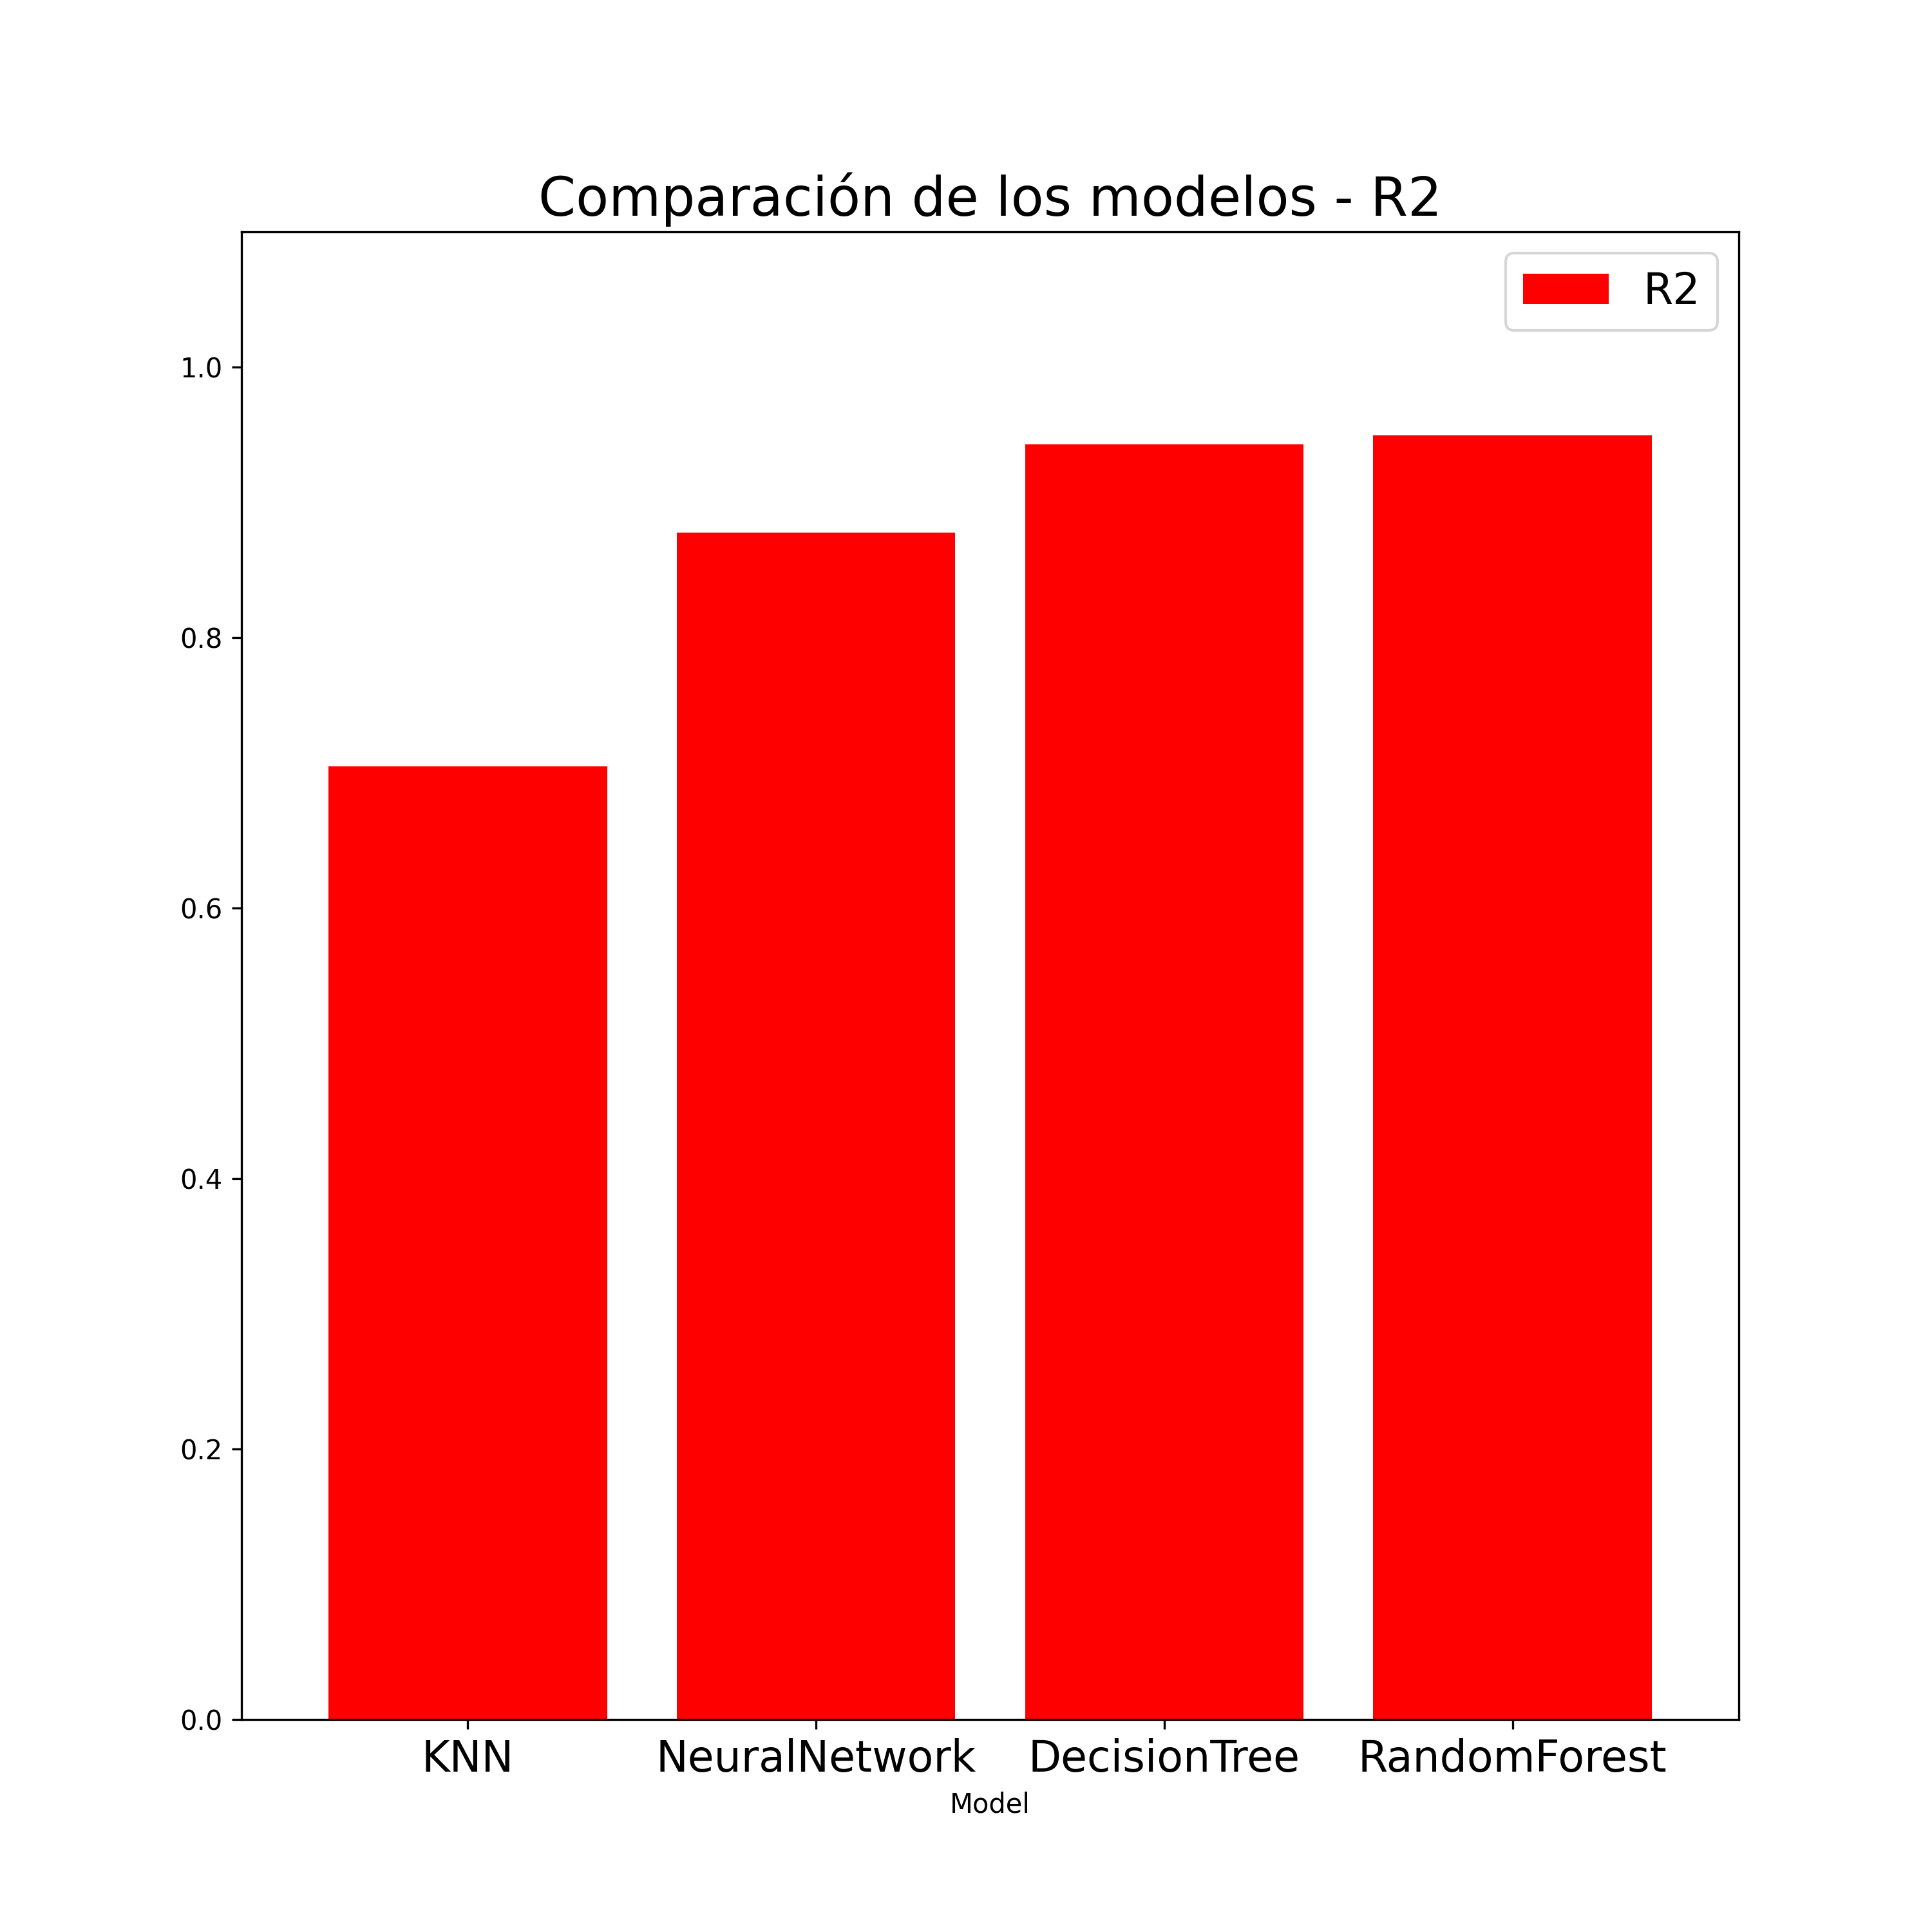 Comparación de los modelos - R2
R2
1.0
0.8
0.6
0.4
0.2
0.0
KNN NeuralNetwork DecisionTree RandomForest
Model